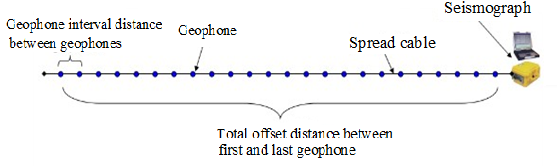 Seismograph
Geophone interval distance
between geophones
Geophone
Spread cable
Total offset distance between
first and last geophone